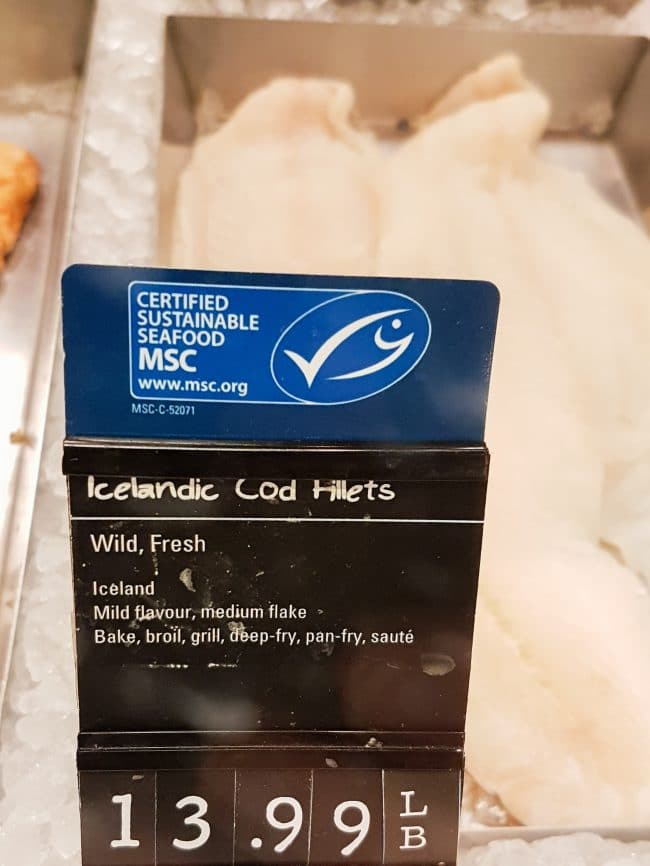 CERTIFIED
SUSTAINABLE
SEAFOOD
MSC
www.msc.org
MSC-C-52071
Icelandic Cod Fillets
Wild, Fresh
Iceland
Mild flavour, medium flake
Bake, broil, grill, deep-fry, pan-fry, sauté
13.99 LB